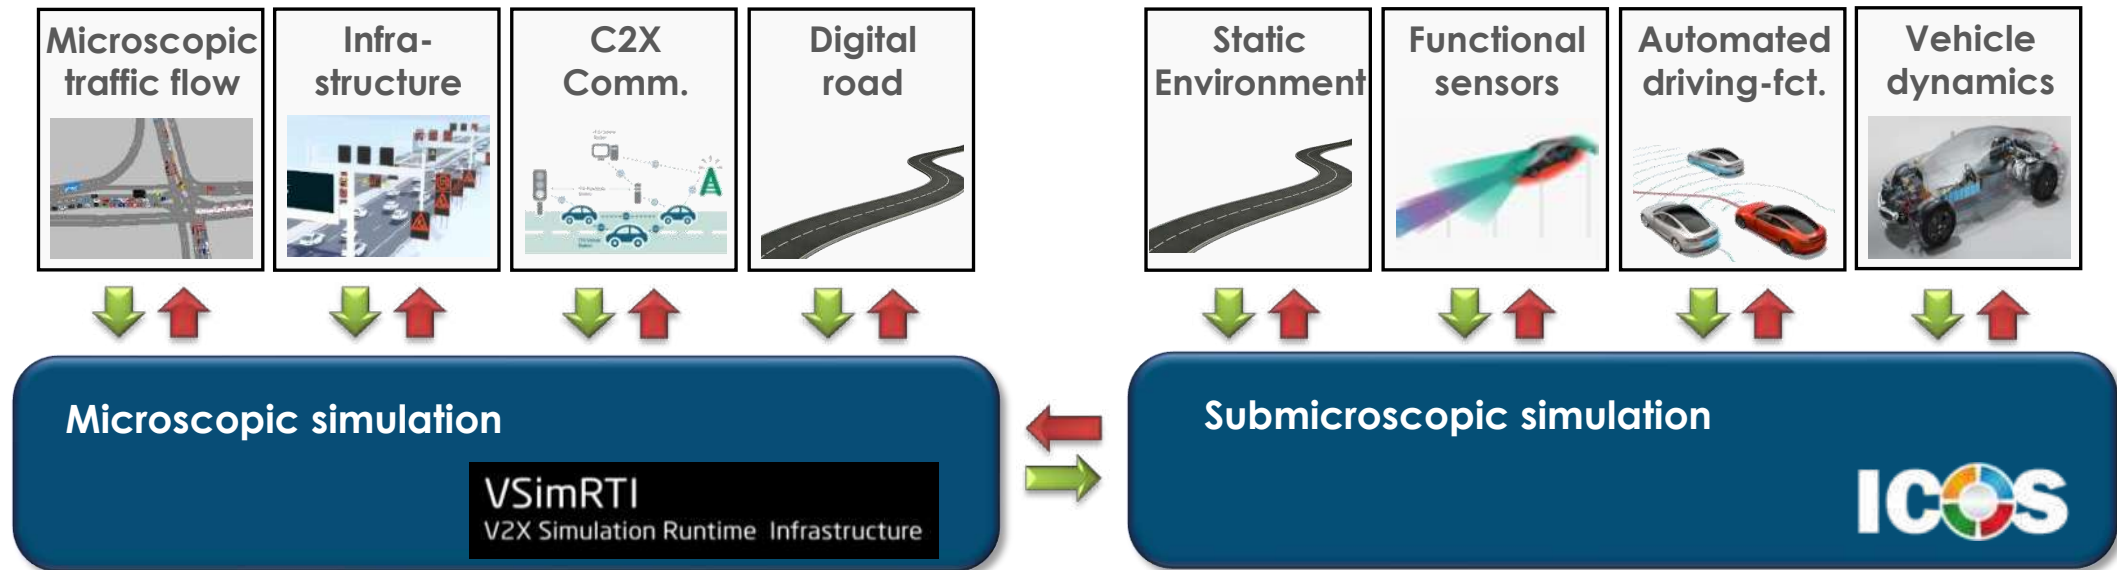 Microscopic
traffic flow
Infra-
structure
C2X
Comm.
Digital
road
Static
Environment
Functional
sensors
Automated
driving-fct.
Vehicle
dynamics
Microscopic simulation
VSimRTI
V2X Simulation Runtime Infrastructure
Submicroscopic simulation
ICOS